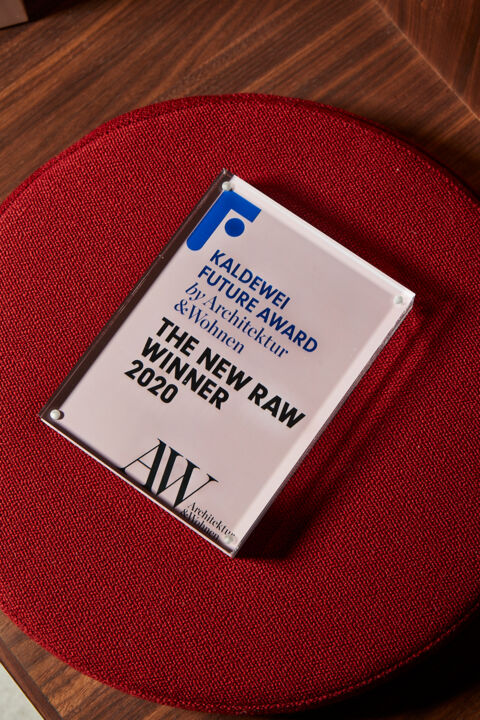 KALDEWEI
FUTURE AWARD
by Architektur
&Wohnen
THE NEW RAW
WINNER
2020
AW
Architektur
&Wohnen